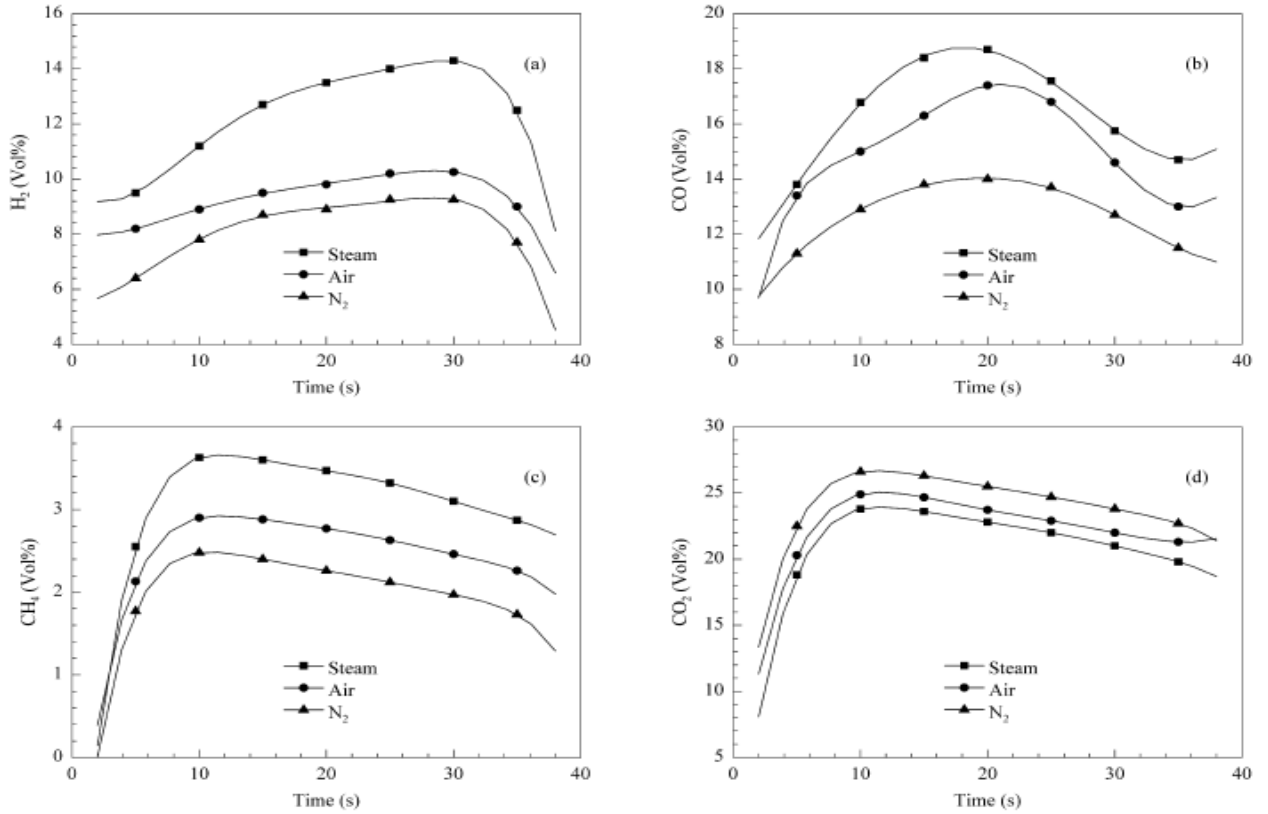 16
14
12
10
8
6
4
H₂ (Vol%)
(a)
Steam
Air
N₂
0 10 20 30 40
Time (s)
20
18
16
14
12
10
8
CO (Vol%)
(b)
Steam
Air
N₂
0 10 20 30 40
Time (s)
4
3
2
1
0
CH₄ (Vol%)
(c)
Steam
Air
N₂
0 10 20 30 40
Time (s)
30
25
20
15
10
5
CO₂ (Vol%)
(d)
Steam
Air
N₂
0 10 20 30 40
Time (s)